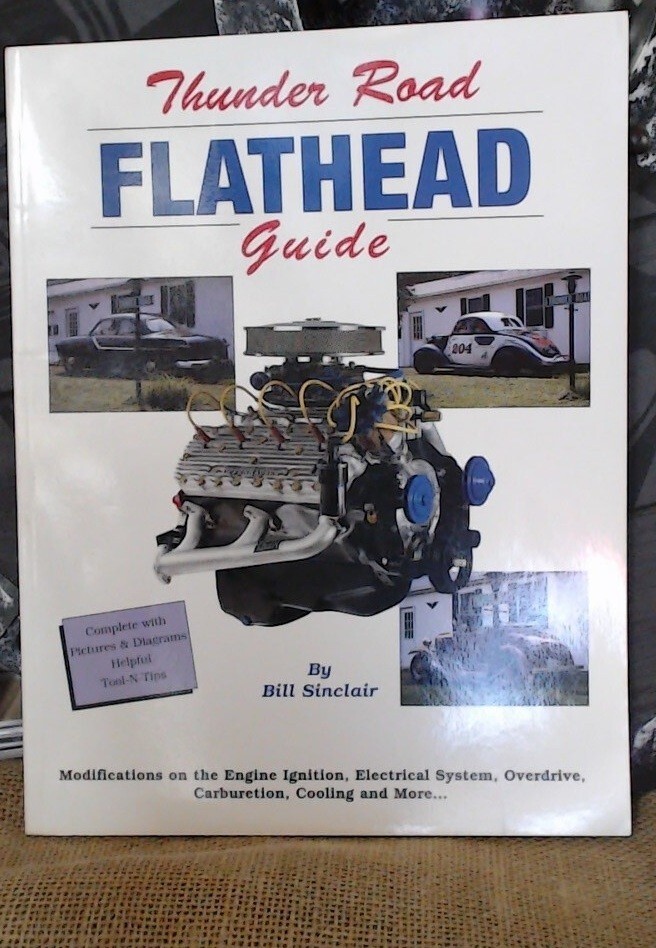 Thunder Road
FLATHEAD
Guide
204
Complete with
Pictures & Diagrams
Helpful
Tool-N-Tips
By
Bill Sinclair
Modifications on the Engine Ignition, Electrical System, Overdrive,
Carburetion, Cooling and More...